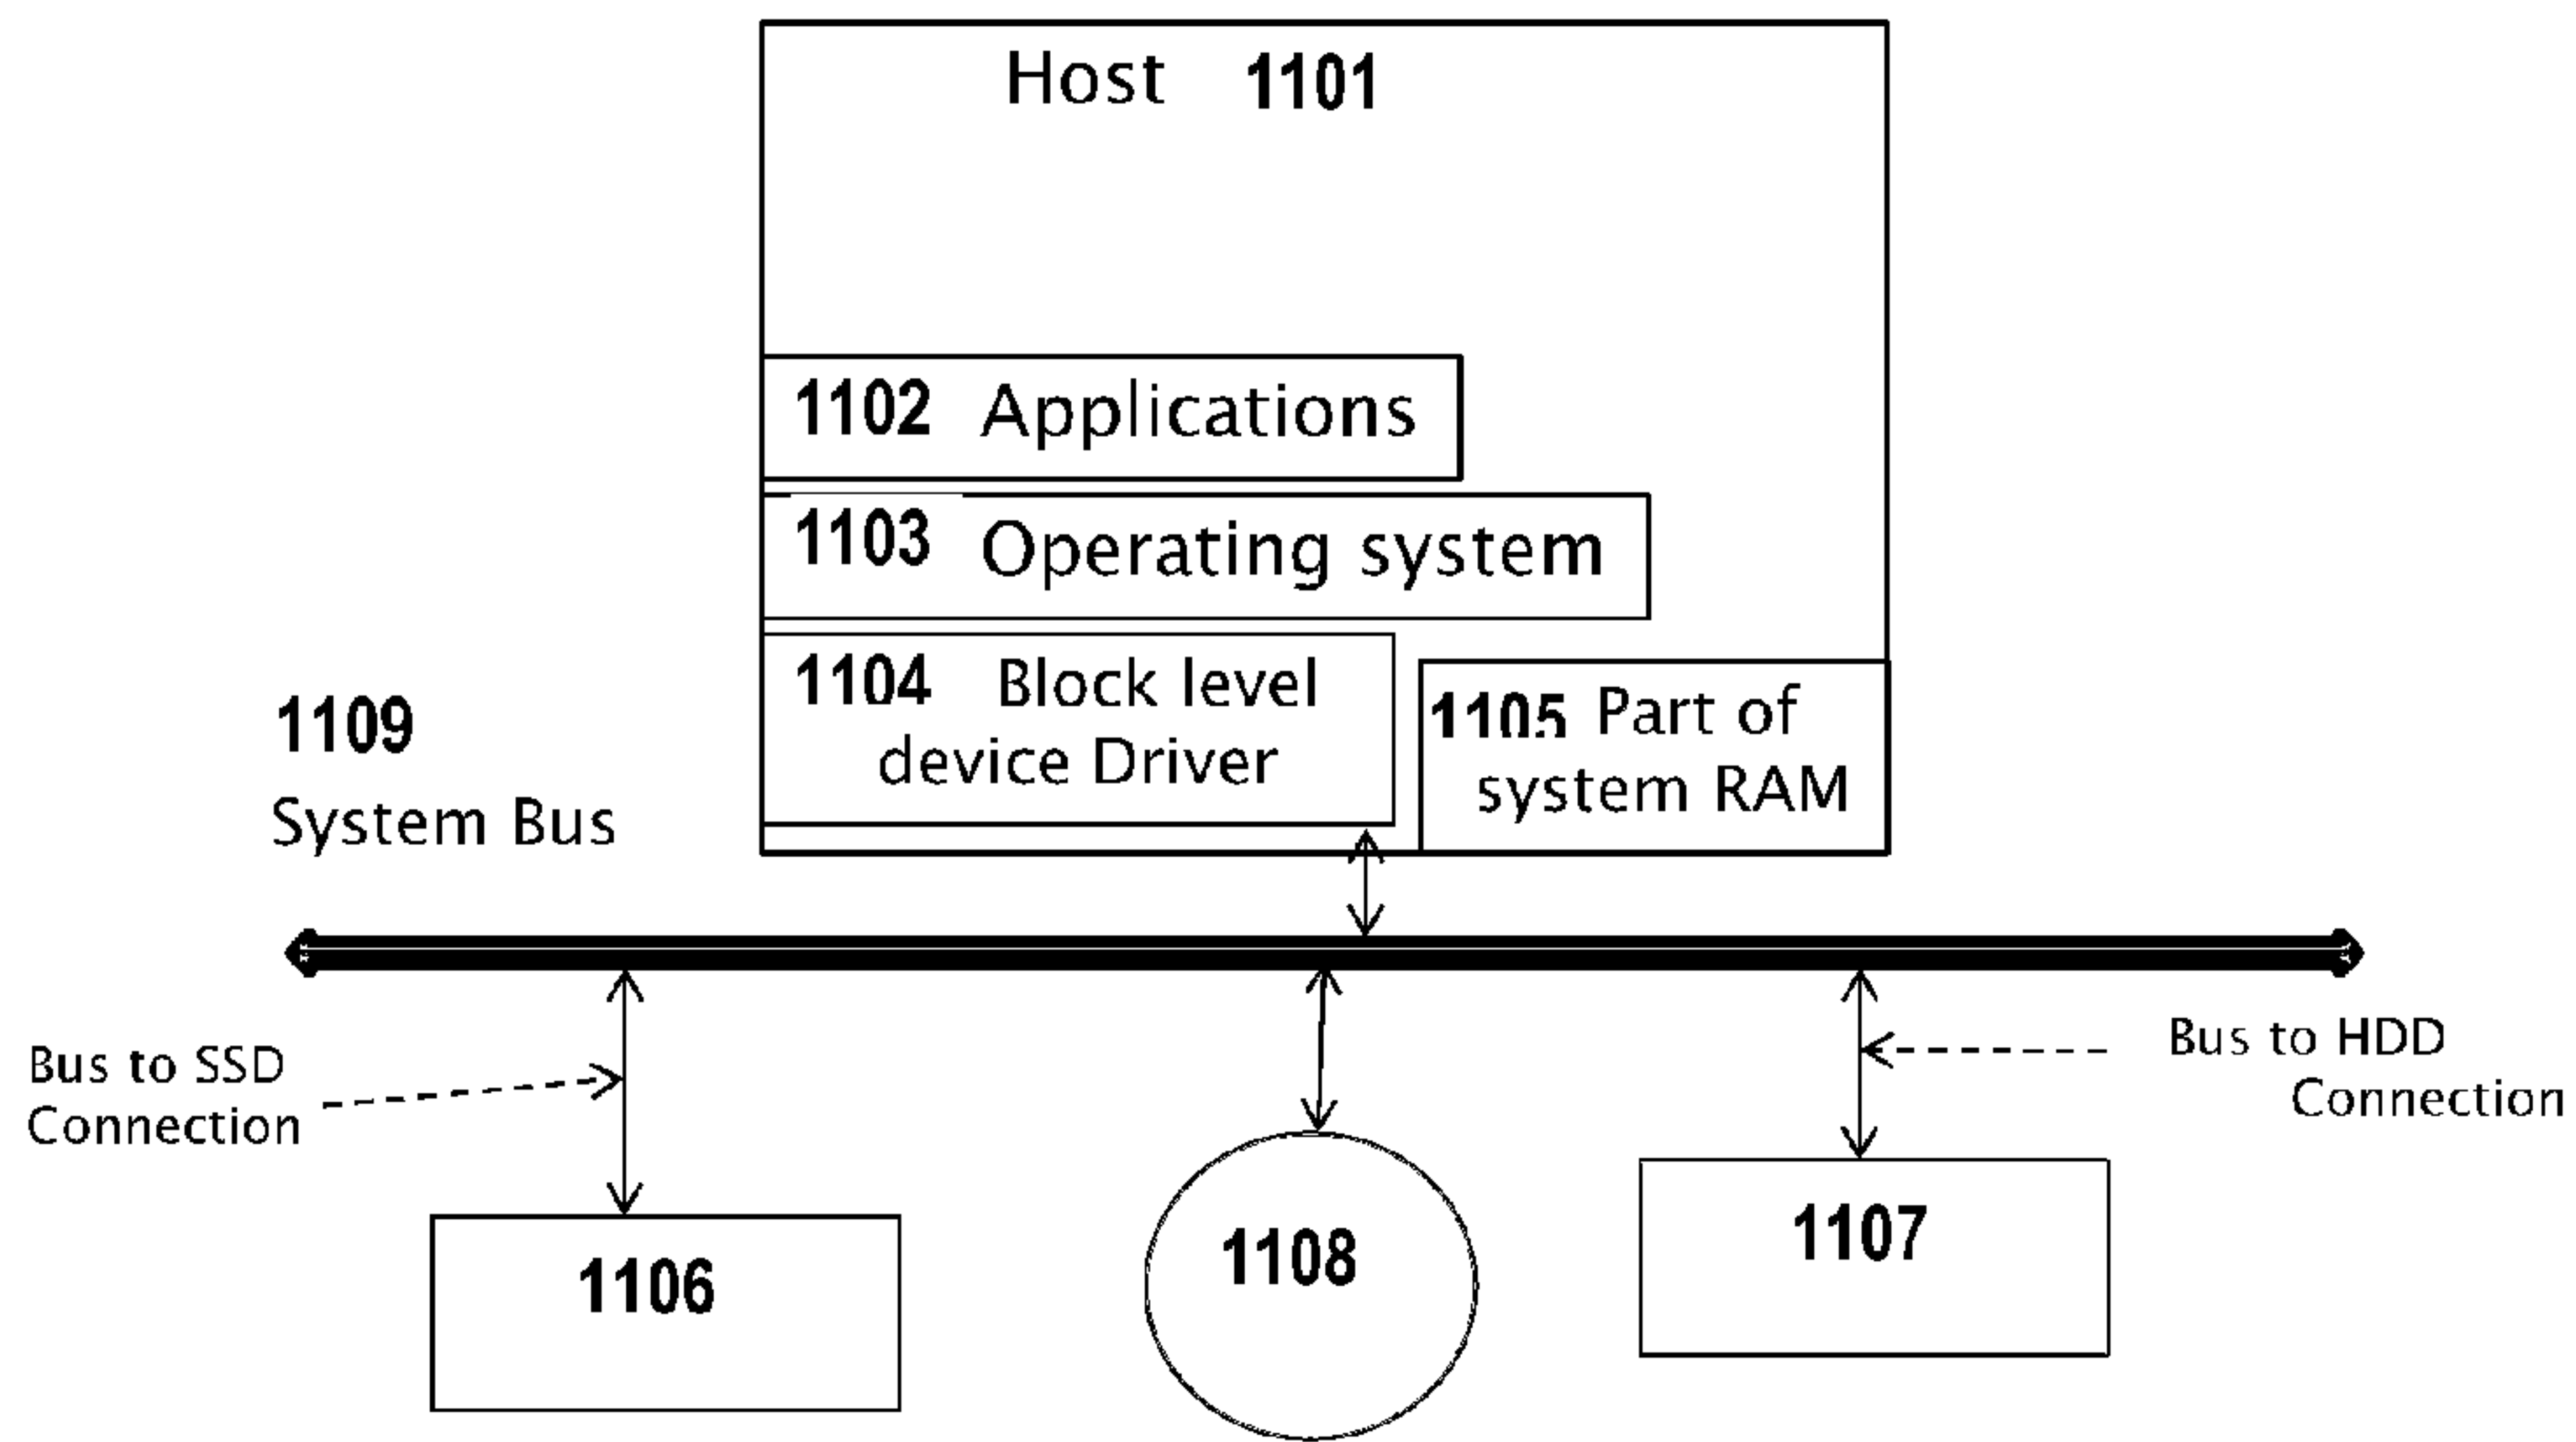 Host 1101
1102 Applications
1103 Operating system
1104 Block level
device Driver
1105 Part of
system RAM
1109
System Bus
Bus to SSD
Connection
Bus to HDD
Connection
1106
1108
1107